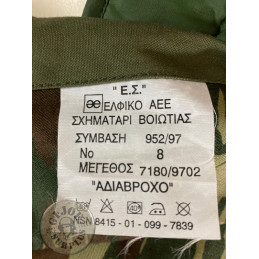 "Ε.Σ."
æ ΕΛΦΙΚΟ ΑΕΕ
ΣΧΗΜΑΤΑΡΙ ΒΟΙΩΤΙΑΣ
ΣΥΜΒΑΣΗ 952/97
No 8
ΜΕΓΕΘΟΣ 7180/9702
"ΑΔΙΑΒΡΟΧΟ"
NSN 8415 - 01 - 099 - 7839